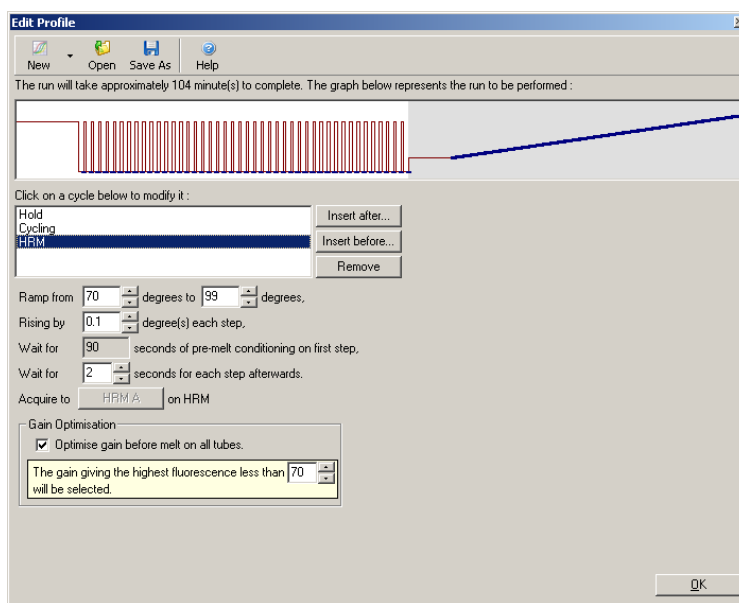 Edit Profile
New Open Save As Help
The run will take approximately 104 minute(s) to complete. The graph below represents the run to be performed :
Click on a cycle below to modify it :
Hold
Cycling
HRM
Insert after...
Insert before...
Remove
Ramp from 70 degrees to 99 degrees,
Rising by 0.1 degree(s) each step,
Wait for 90 seconds of pre-melt conditioning on first step,
Wait for 2 seconds for each step afterwards.
Acquire to HRM A on HRM
Gain Optimisation
Optimise gain before melt on all tubes.
The gain giving the highest fluorescence less than 70
will be selected.
OK